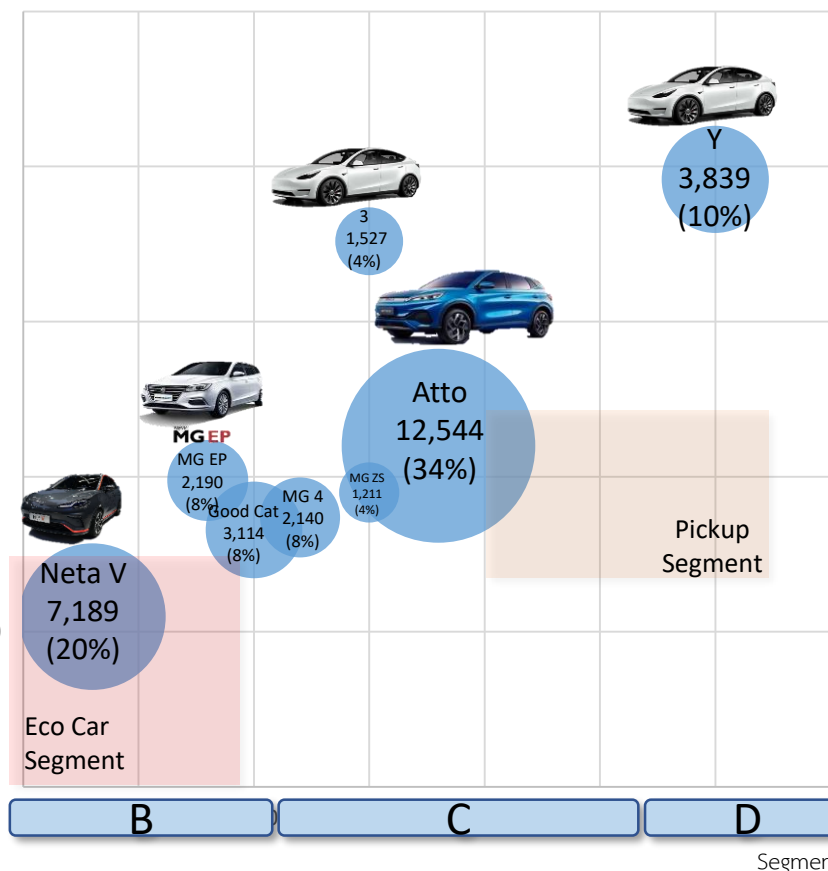 Y
3,839
(10%)
3
1,527
(4%)
Atto
12,544
(34%)
MG EP
MG EP
2,190
(8%)
Good Cat
3,114
(8%)
MG 4
2,140
(8%)
MG ZS
1,211
(4%)
Pickup
Segment
Neta V
7,189
(20%)
Eco Car
Segment
B
C
D
Segmen